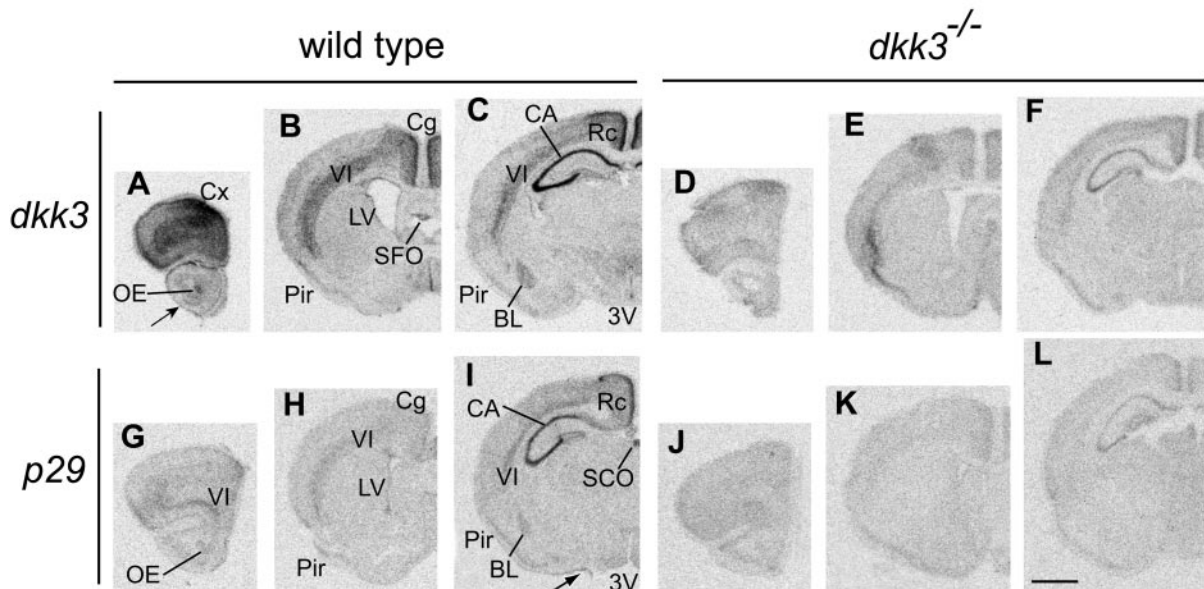 wild type
dkk3-/-
dkk3
A
Cx
OE
B
Cg
VI
LV
SFO
Pir
C
CA
Rc
VI
Pir
BL
3V
D
E
F
p29
G
VI
OE
H
Cg
VI
LV
Pir
I
CA
Rc
VI
SCO
Pir
BL
3V
J
K
L